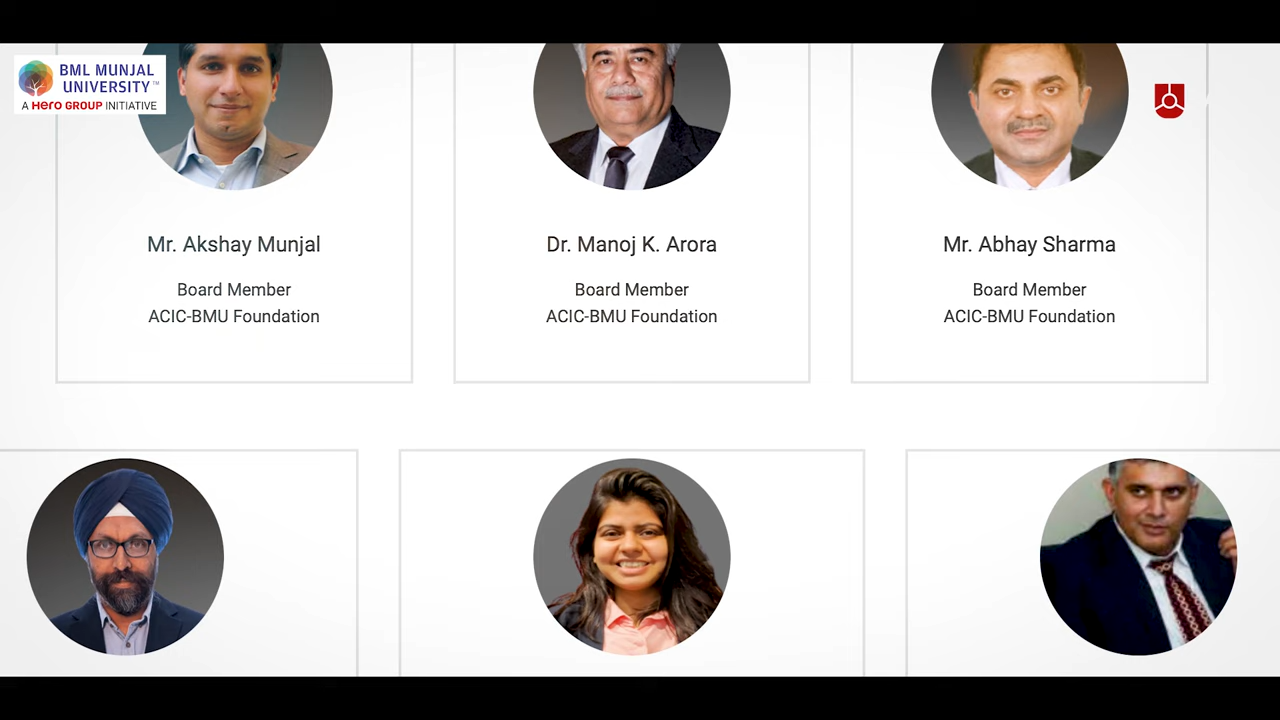 BML MUNJAL
UNIVERSITY™
A HERO GROUP INITIATIVE
Mr. Akshay Munjal
Board Member
ACIC-BMU Foundation
Dr. Manoj K. Arora
Board Member
ACIC-BMU Foundation
Mr. Abhay Sharma
Board Member
ACIC-BMU Foundation